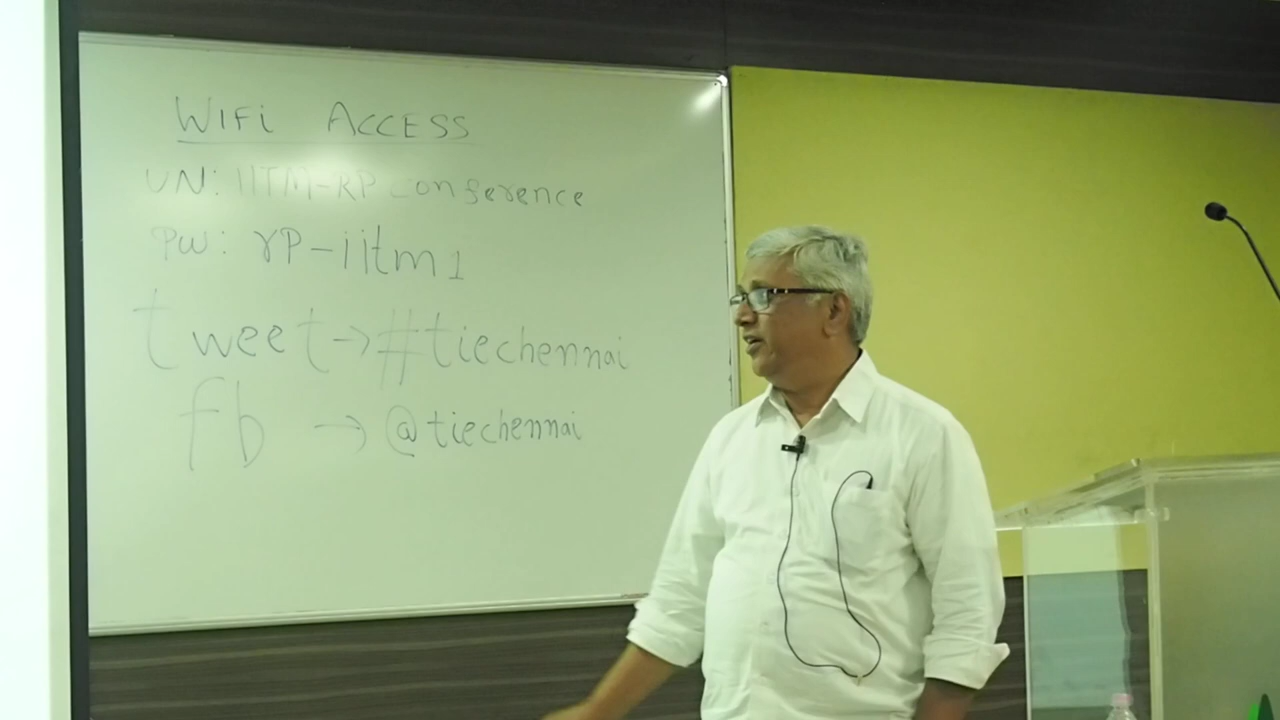 WIFI ACCESS
UN: IITM-RP conference
PW: rP-iitm1
tweet→#tiechennai
fb → @tiechennai